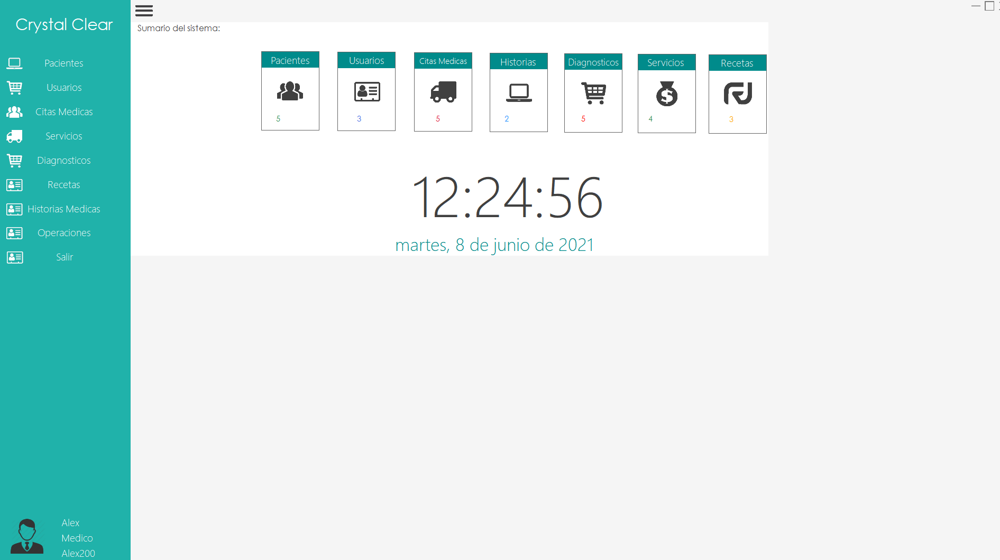 Crystal Clear
Pacientes
Usuarios
Citas Medicas
Servicios
Diagnosticos
Recetas
Historias Medicas
Operaciones
Salir
Alex
Medico
Alex200
Sumario del sistema:
Pacientes
5
Usuarios
3
Citas Medicas
5
Historias
2
Diagnosticos
5
Servicios
4
Recetas
3
12:24:56
martes, 8 de junio de 2021